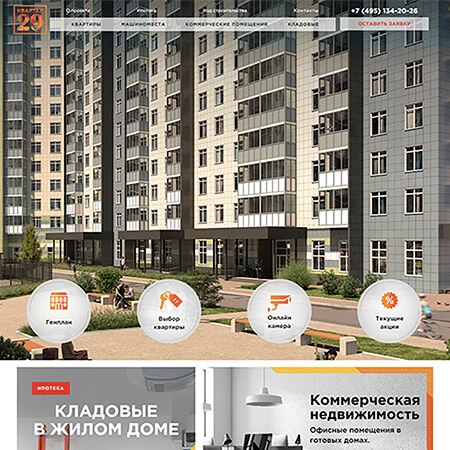 КВАРТАЛ
29
О проекте Ипотека Ход строительства Контакты +7 (495) 134-20-26
КВАРТИРЫ МАШИНОМЕСТА КОММЕРЧЕСКИЕ ПОМЕЩЕНИЯ КЛАДОВЫЕ ОСТАВИТЬ ЗАЯВКУ
Генплан
Выбор
квартиры
Онлайн
камера
Текущие
акции
ИПОТЕКА
КЛАДОВЫЕ
В ЖИЛОМ ДОМЕ
Коммерческая
недвижимость
Офисные помещения в
готовых домах.